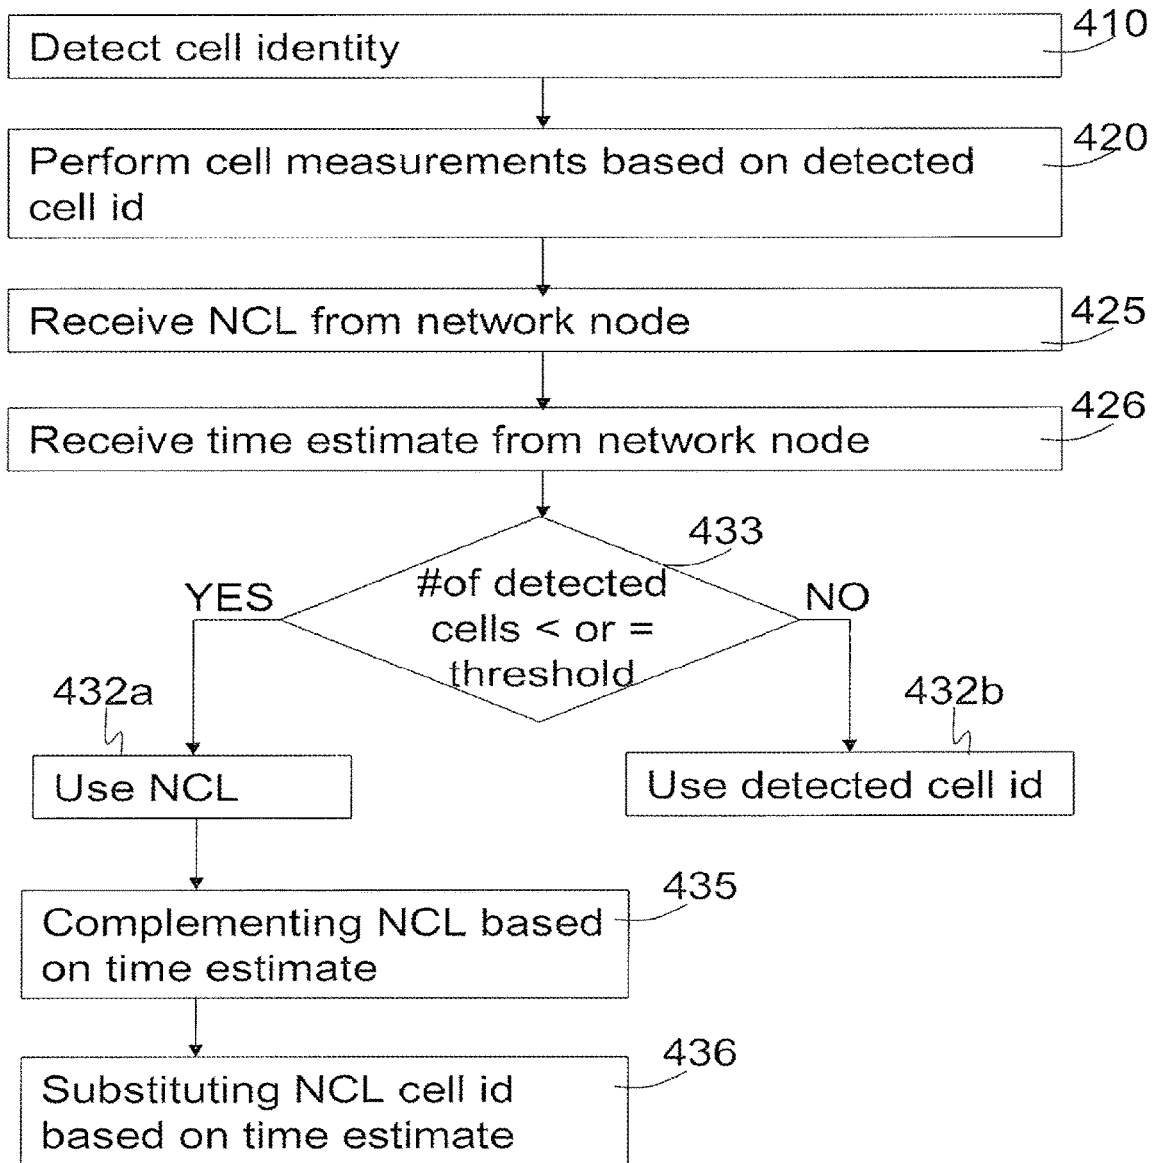 410
Detect cell identity
420
Perform cell measurements based on detected
cell id
425
Receive NCL from network node
426
Receive time estimate from network node
433
#of detected
cells < or =
threshold
YES
NO
432a
432b
Use NCL
Use detected cell id
435
Complementing NCL based
on time estimate
436
Substituting NCL cell id
based on time estimate